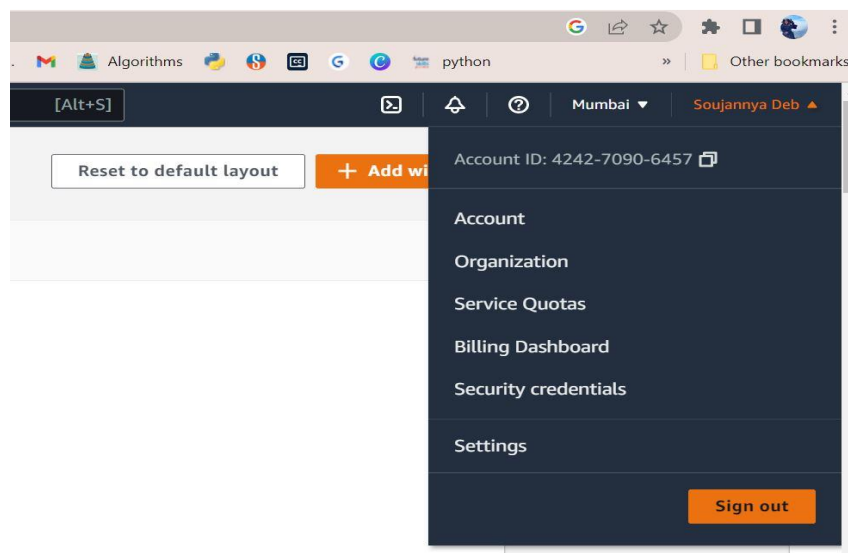 Algorithms
python
»
Other bookmarks
[Alt+S]
Mumbai ▼
Soujannya Deb ▲
Reset to default layout
+ Add wi
Account ID: 4242-7090-6457
Account
Organization
Service Quotas
Billing Dashboard
Security credentials
Settings
Sign out